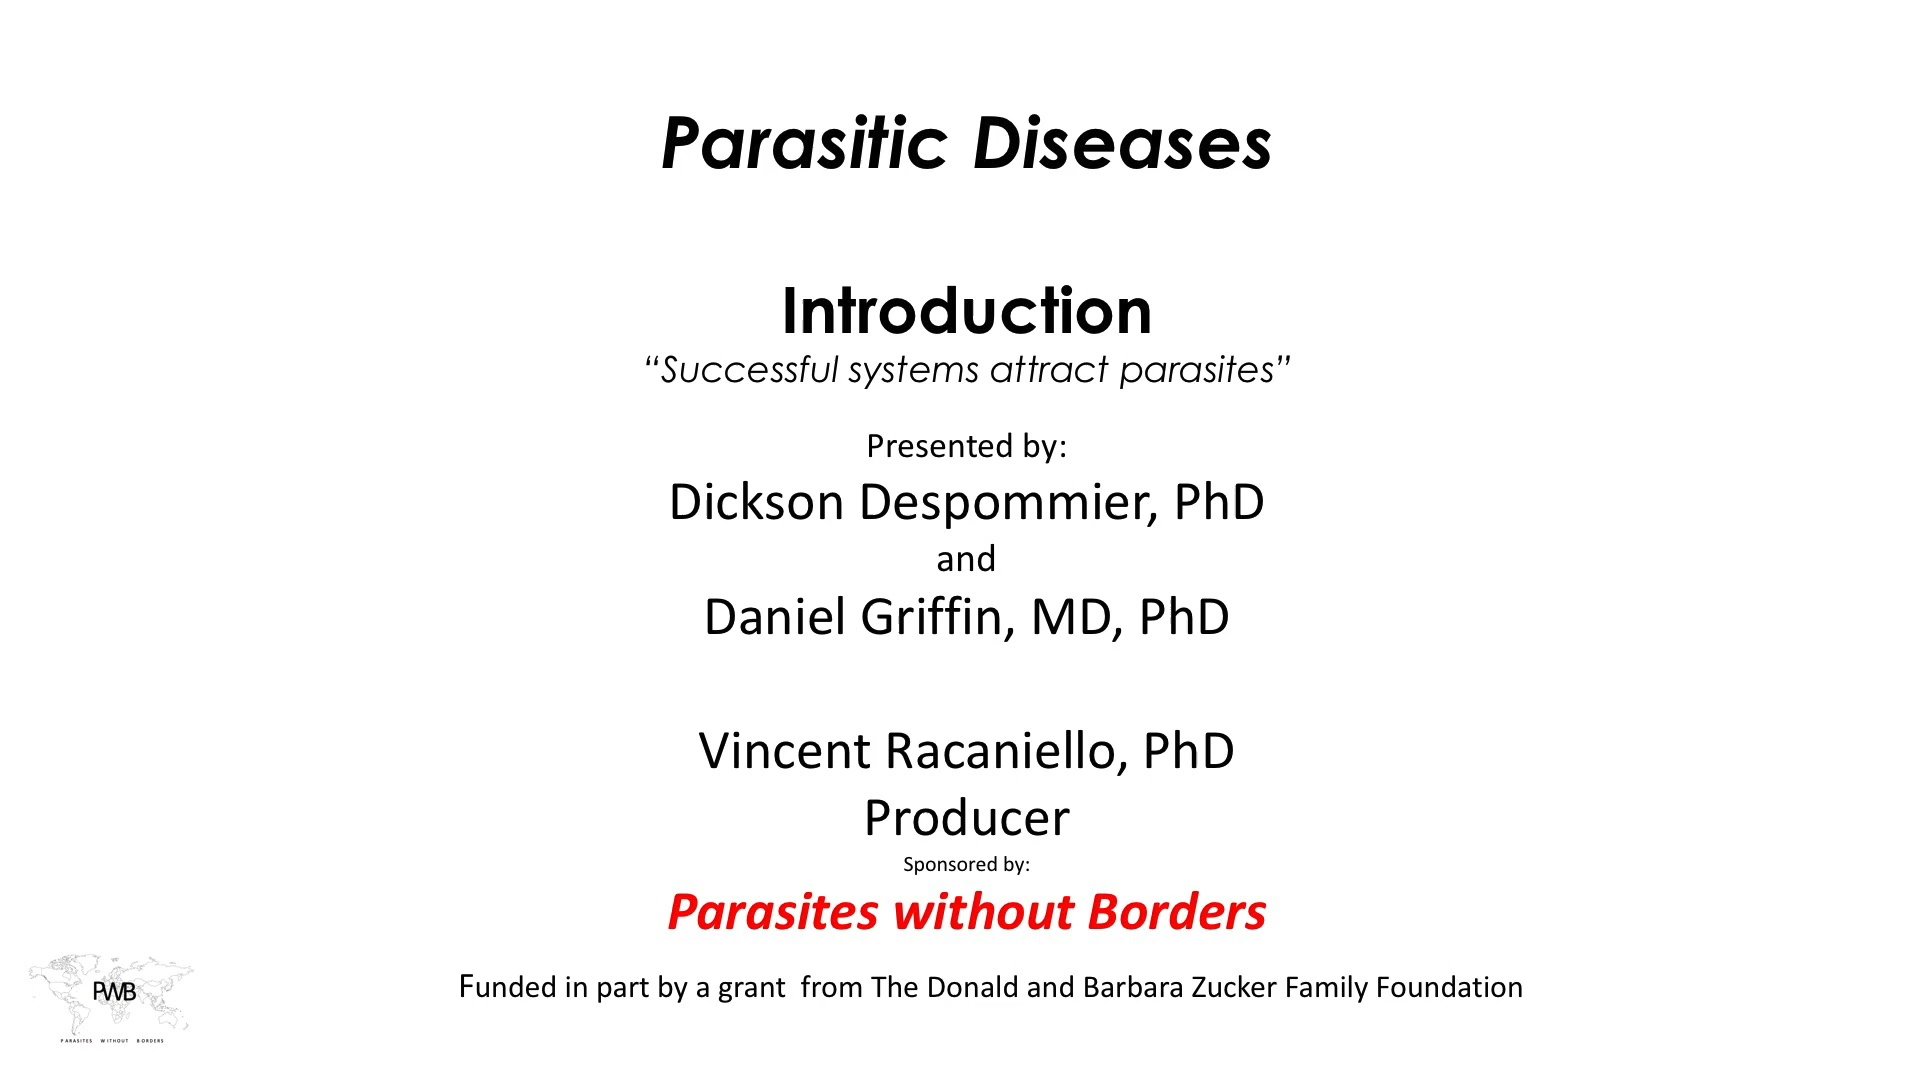 Parasitic Diseases
Introduction
“Successful systems attract parasites”
Presented by:
Dickson Despommier, PhD
and
Daniel Griffin, MD, PhD
Vincent Racaniello, PhD
Producer
Sponsored by:
Parasites without Borders
Funded in part by a grant  from The Donald and Barbara Zucker Family Foundation
PWB
PARASITES WITHOUT BORDERS